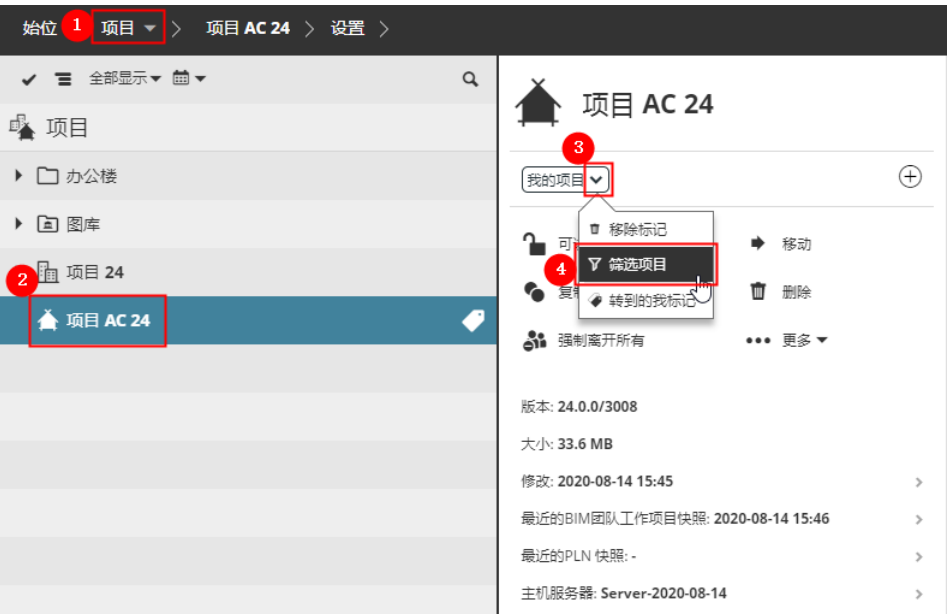 始位 1 项目 > 项目 AC 24 > 设置 >
全部显示
项目
办公楼
图库
2 项目 24
项目 AC 24
项目 AC 24
3
我的项目
移除标记
4 筛选项目
转到的我标记
可
移动
复
删除
强制离开所有
更多
版本: 24.0.0/3008
大小: 33.6 MB
修改: 2020-08-14 15:45
最近的BIM团队工作项目快照: 2020-08-14 15:46
最近的PLN 快照: -
主机服务器: Server-2020-08-14